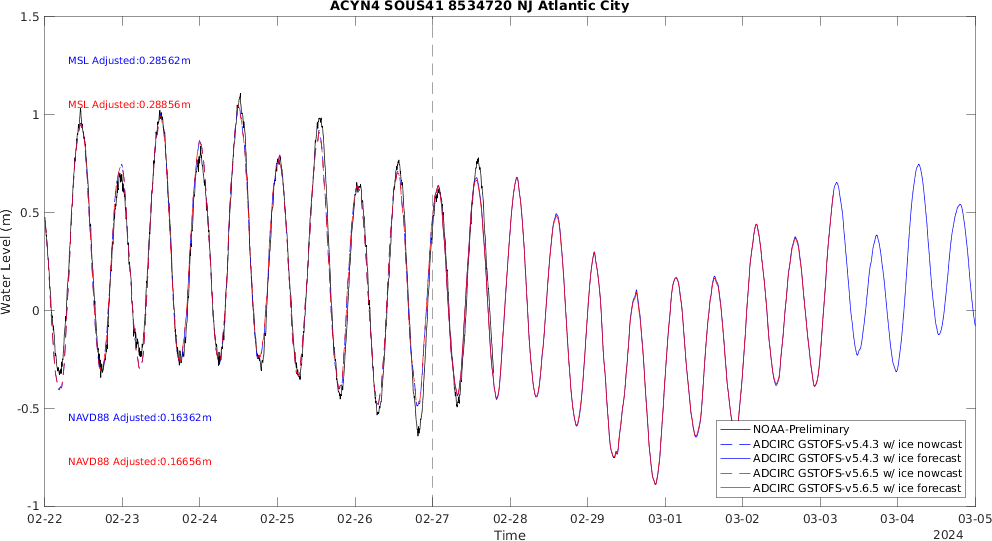 ACYN4 SOUS41 8534720 NJ Atlantic City
1.5
1
0.5
0
-0.5
-1
Water Level (m)
MSL Adjusted:0.28562m
MSL Adjusted:0.28856m
NAVD88 Adjusted:0.16362m
NAVD88 Adjusted:0.16656m
NOAA-Preliminary
ADCIRC GSTOFS-v5.4.3 w/ ice nowcast
ADCIRC GSTOFS-v5.4.3 w/ ice forecast
ADCIRC GSTOFS-v5.6.5 w/ ice nowcast
ADCIRC GSTOFS-v5.6.5 w/ ice forecast
02-22 02-23 02-24 02-25 02-26 02-27 02-28 02-29 03-01 03-02 03-03 03-04 03-05
Time
2024